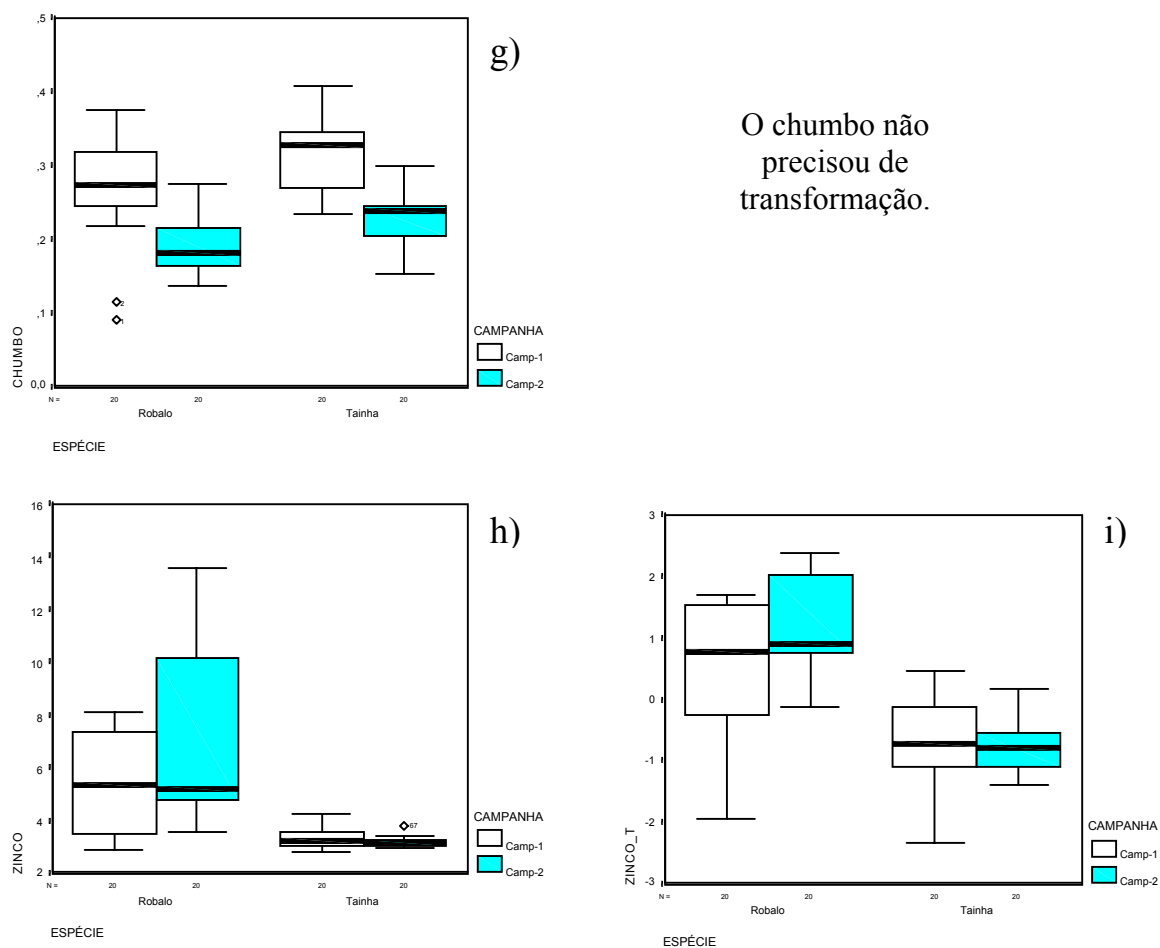 ,5
,4
,3
,2
,1
0,0
CHUMBO
2
1
N = 20 20 20 20
Robalo Tainha
ESPÉCIE
CAMPANHA
Camp-1
Camp-2
g)
O chumbo não
precisou de
transformação.
16
14
12
10
8
6
4
2
ZINCO
67
N = 20 20 20 20
Robalo Tainha
ESPÉCIE
CAMPANHA
Camp-1
Camp-2
h)
3
2
1
0
-1
-2
-3
ZINCO_T
N = 20 20 20 20
Robalo Tainha
ESPÉCIE
CAMPANHA
Camp-1
Camp-2
i)